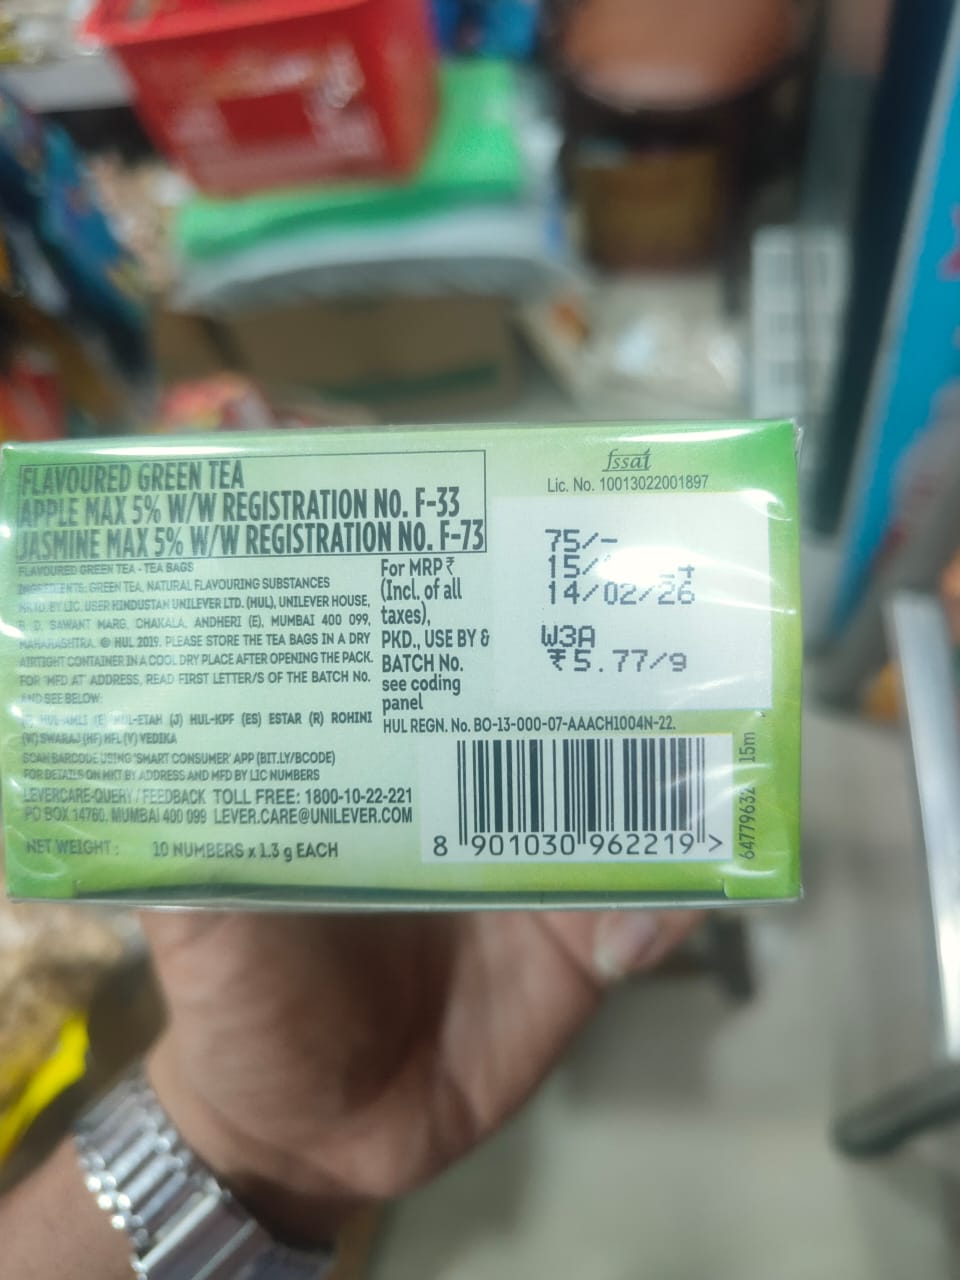 FLAVOURED GREEN TEA
APPLE MAX 5% W/W REGISTRATION NO. F-33
JASMINE MAX 5% W/W REGISTRATION NO. F-73
FLAVOURED GREEN TEA - TEA BAGS
INGREDIENTS: GREEN TEA, NATURAL FLAVOURING SUBSTANCES
BY LIC. USER HINDUSTAN UNILEVER LTD. (HUL), UNILEVER HOUSE,
B. D. SAWANT MARG, CHAKALA, ANDHERI (E), MUMBAI 400 099,
MAHARASHTRA. © HUL 2019. PLEASE STORE THE TEA BAGS IN A DRY
AIRTIGHT CONTAINER IN A COOL DRY PLACE AFTER OPENING THE PACK.
FOR 'MFD AT' ADDRESS, READ FIRST LETTER/S OF THE BATCH No.
AND SEE BELOW:
HUL-AMLI (E) HUL-ETAH (J) HUL-KPF (ES) ESTAR (R) ROHINI
(W) SWARAJ (HF) HFL (V) VEDIKA
SCAN BARCODE USING 'SMART CONSUMER' APP (BIT.LY/BCODE)
FOR DETAILS ON MKT BY ADDRESS AND MFD BY LIC NUMBERS
LEVERCARE-QUERY / FEEDBACK TOLL FREE: 1800-10-22-221
PO BOX 14760, MUMBAI 400 099 LEVER.CARE@UNILEVER.COM
NET WEIGHT: 10 NUMBERS x 1.3 g EACH
For MRP ₹
(Incl. of all
taxes),
PKD., USE BY &
BATCH No.
see coding
panel
fssai
Lic. No. 10013022001897
75/-
15/
14/02/26
W3A
₹5.77/9
HUL REGN. No. BO-13-000-07-AAACH1004N-22.
8 901030 962219 >
64779632 15m